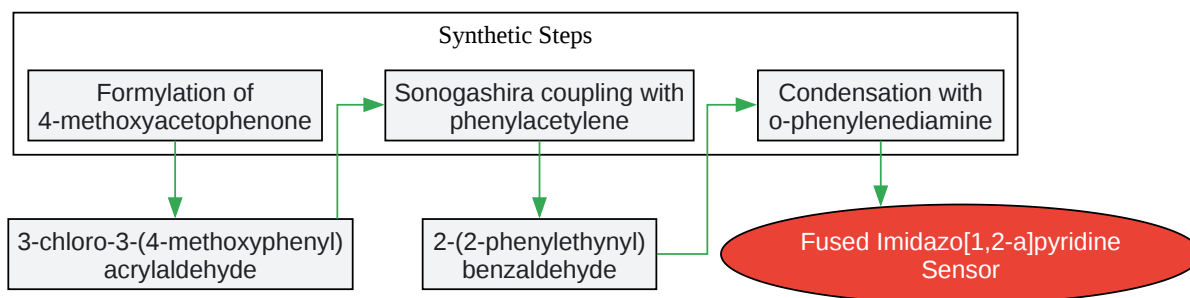 Synthetic Steps
Formylation of
4-methoxyacetophenone
Sonogashira coupling with
phenylacetylene
Condensation with
o-phenylenediamine
3-chloro-3-(4-methoxyphenyl)
acrylaldehyde
2-(2-phenylethynyl)
benzaldehyde
Fused Imidazo[1,2-a]pyridine
Sensor